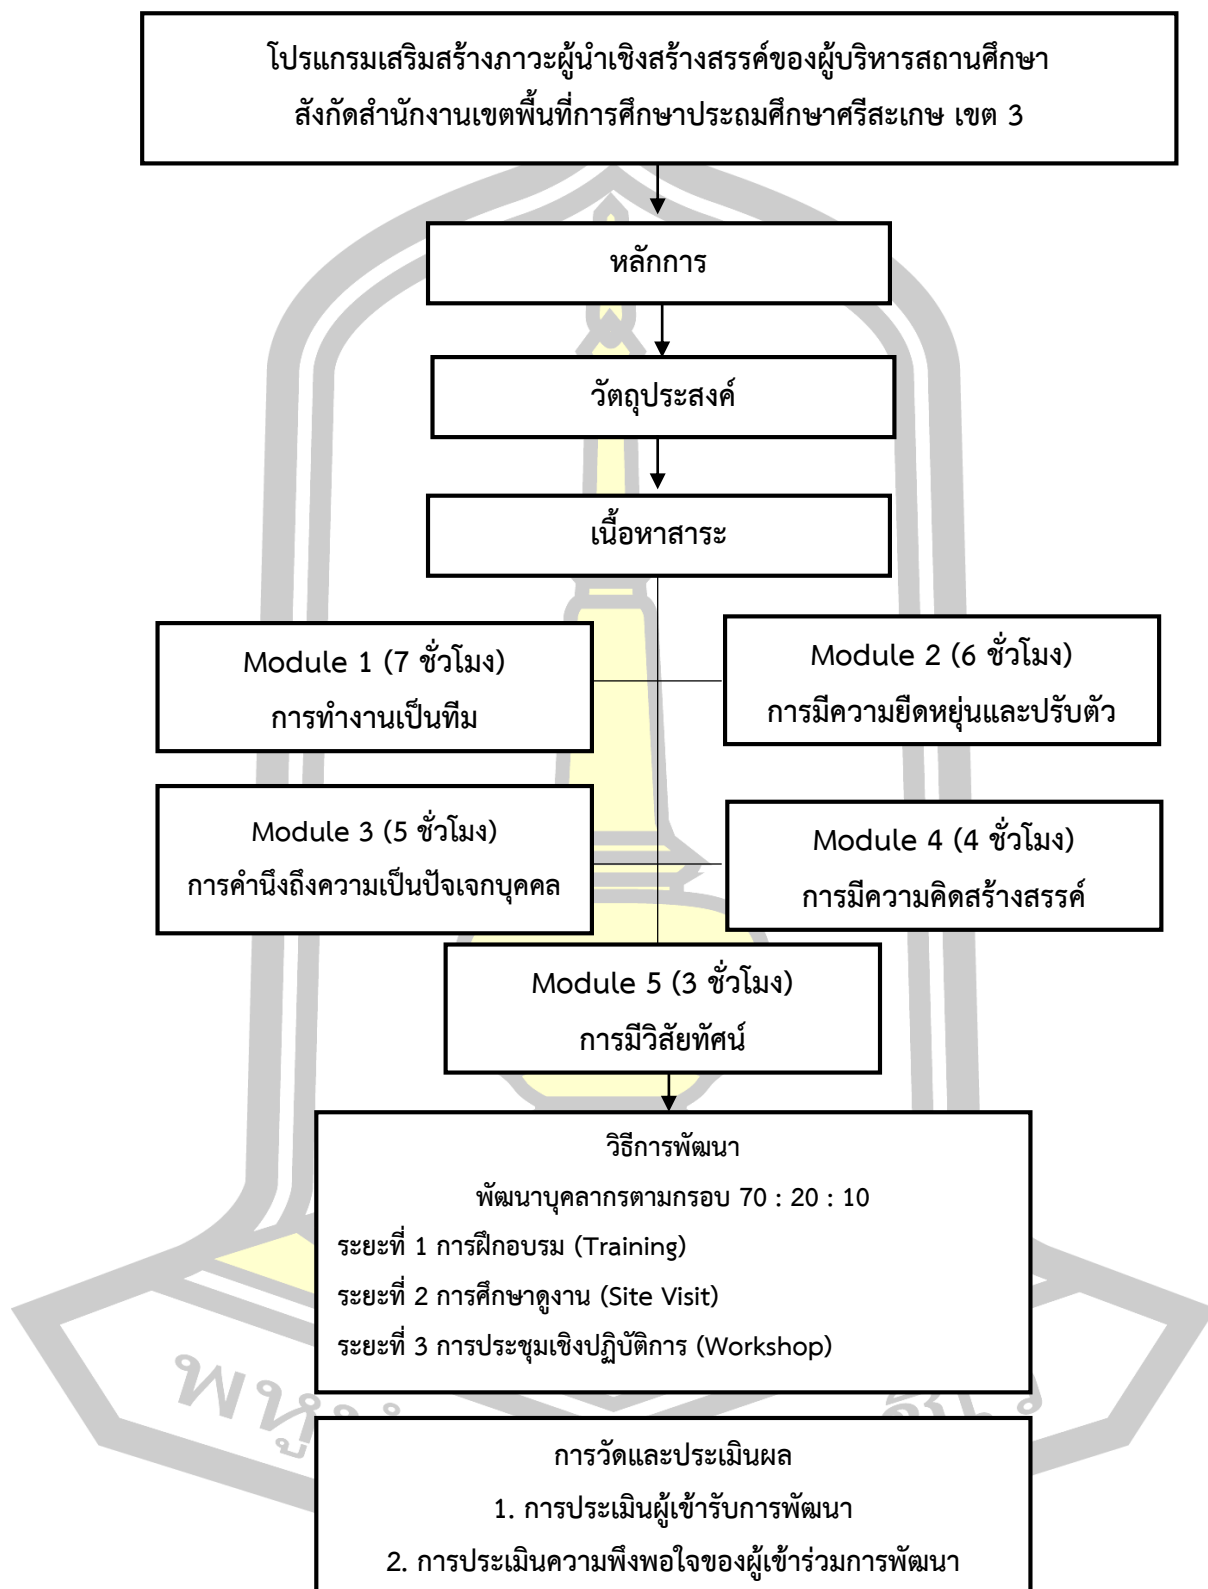 โปรแกรมเสริมสร้างภาวะผู้นำเชิงสร้างสรรค์ของผู้บริหารสถานศึกษา
สังกัดสำนักงานเขตพื้นที่การศึกษาประถมศึกษาศรีสะเกษ เขต 3
หลักการ
วัตถุประสงค์
เนื้อหาสาระ
Module 1 (7 ชั่วโมง)
การทำงานเป็นทีม
Module 2 (6 ชั่วโมง)
การมีความยืดหยุ่นและปรับตัว
Module 3 (5 ชั่วโมง)
การคำนึงถึงความเป็นปัจเจกบุคคล
Module 4 (4 ชั่วโมง)
การมีความคิดสร้างสรรค์
Module 5 (3 ชั่วโมง)
การมีวิสัยทัศน์
วิธีการพัฒนา
พัฒนาบุคลากรตามกรอบ 70 : 20 : 10
ระยะที่ 1 การฝึกอบรม (Training)
ระยะที่ 2 การศึกษาดูงาน (Site Visit)
ระยะที่ 3 การประชุมเชิงปฏิบัติการ (Workshop)
การวัดและประเมินผล
1. การประเมินผู้เข้ารับการพัฒนา
2. การประเมินความพึงพอใจของผู้เข้าร่วมการพัฒนา